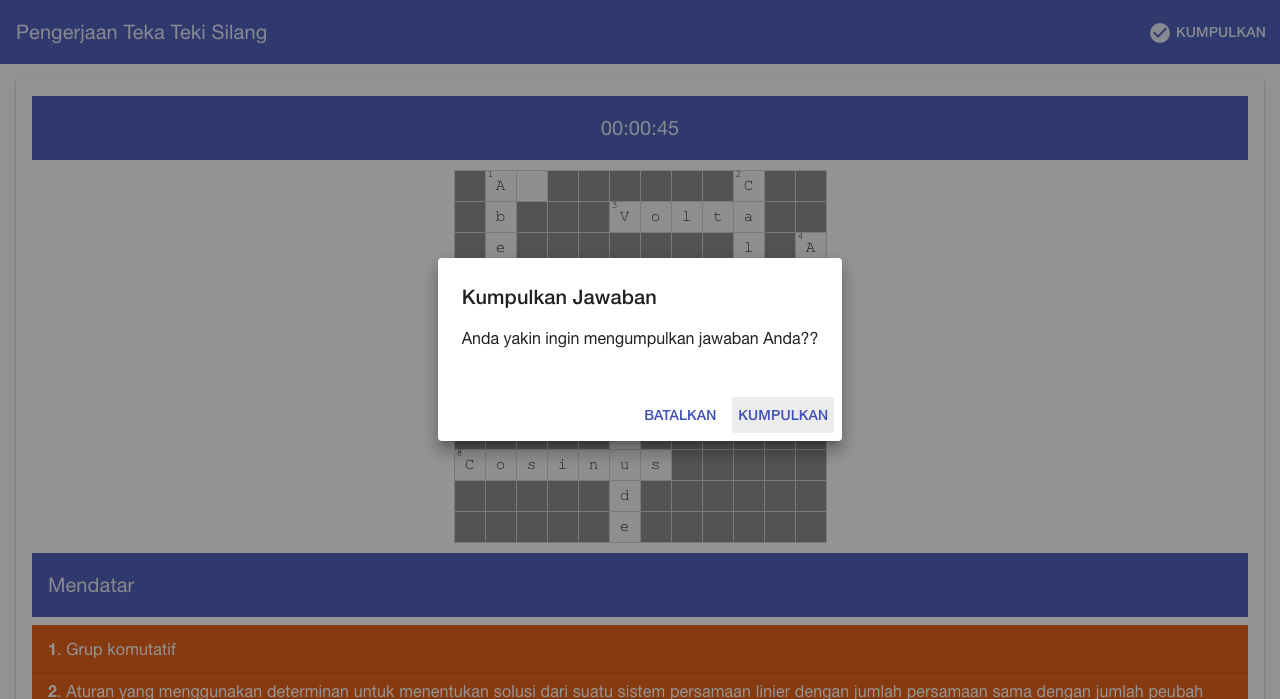 Pengerjaan Teka Teki Silang
KUMPULKAN
00:00:45
1 A 2 C
b 3 V o l t a
e l 4 A
Kumpulkan Jawaban
Anda yakin ingin mengumpulkan jawaban Anda??
BATALKAN KUMPULKAN
8 C o s i n u s
d
e
Mendatar
1. Grup komutatif
2. Aturan yang menggunakan determinan untuk menentukan solusi dari suatu sistem persamaan linier dengan jumlah persamaan sama dengan jumlah peubah